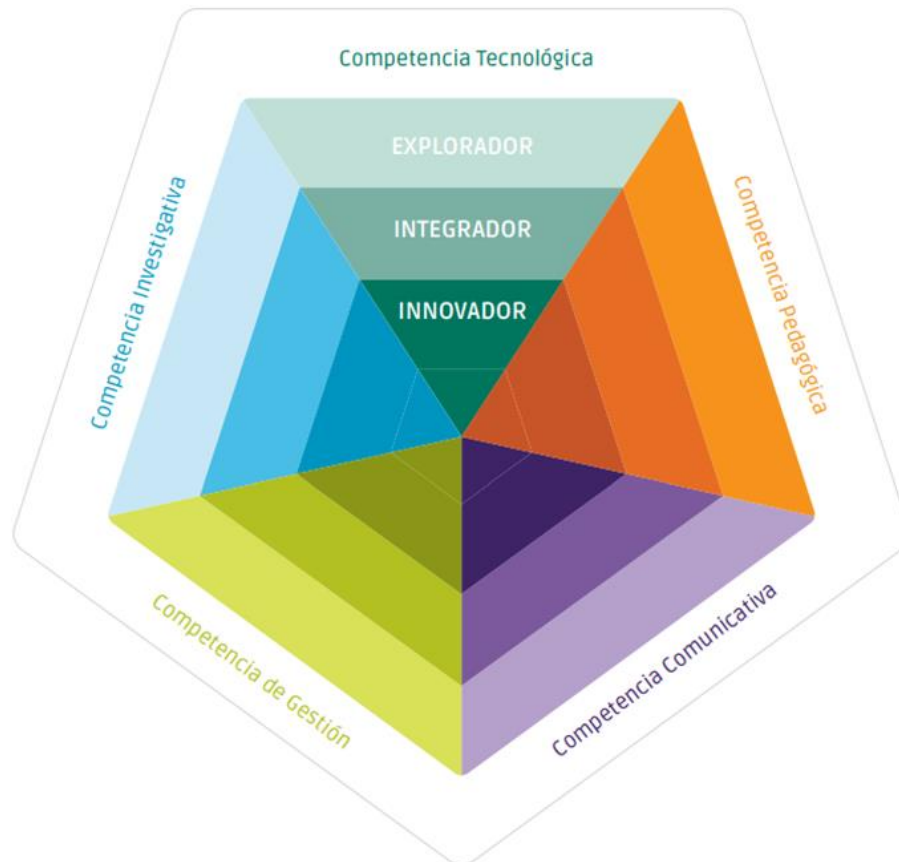 Competencia Tecnológica
EXPLORADOR
INTEGRADOR
INNOVADOR
Competencia Investigativa
Competencia Pedagógica
Competencia de Gestión
Competencia Comunicativa